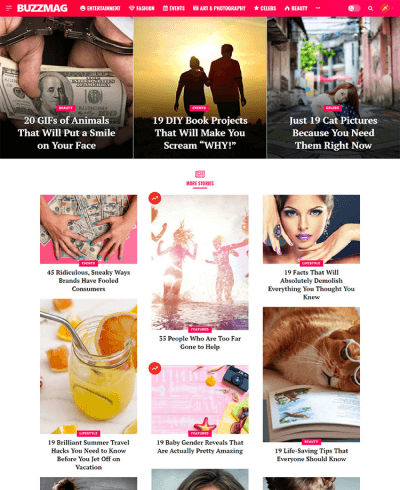 BUZZMAG
ENTERTAINMENT
FASHION
EVENTS
ART & PHOTOGRAPHY
CELEBS
BEAUTY
BEAUTY
20 GIFs of Animals
That Will Put a Smile
on Your Face
EVENTS
19 DIY Book Projects
That Will Make You
Scream “WHY!”
Just 19 Cat Pictures
Because You Need
Them Right Now
MORE STORIES
EVENTS
45 Ridiculous, Sneaky Ways
Brands Have Fooled
Consumers
FEATURED
35 People Who Are Too Far
Gone to Help
LIFESTYLE
19 Facts That Will
Absolutely Demolish
Everything You Thought You
Knew
LIFESTYLE
19 Brilliant Summer Travel
Hacks You Need to Know
Before You Jet Off on
Vacation
FEATURED
19 Baby Gender Reveals That
Are Actually Pretty Amazing
BEAUTY
19 Life-Saving Tips That
Everyone Should Know